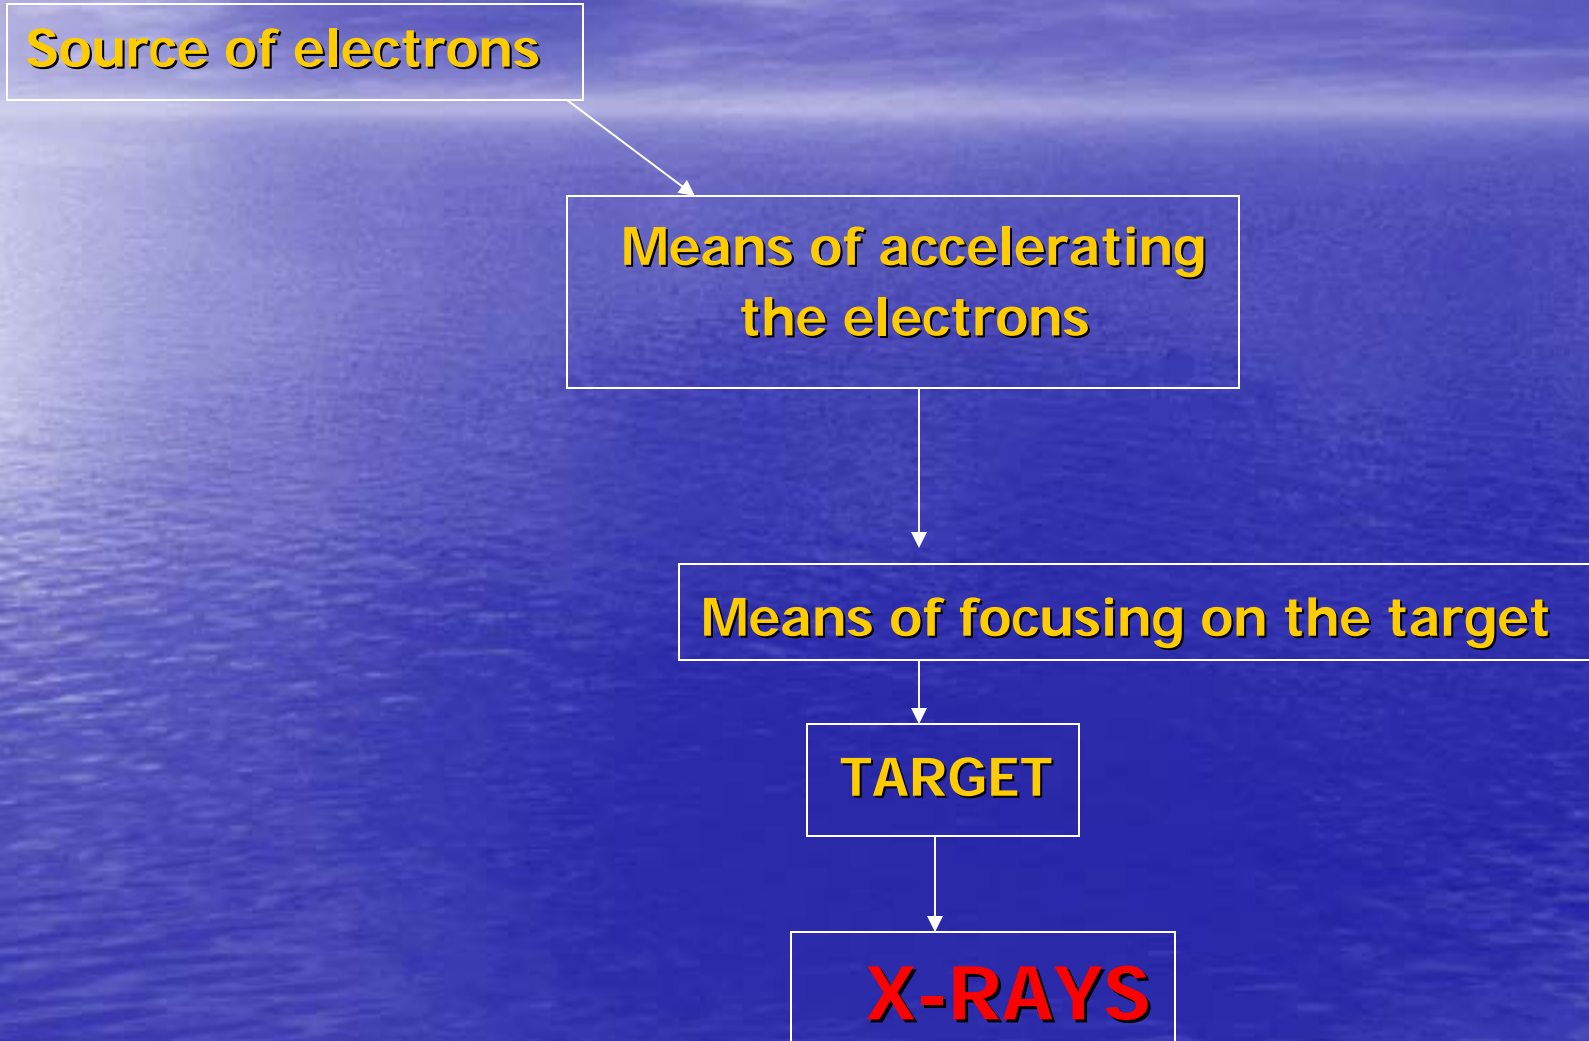 Source of electrons
Means of accelerating
the electrons
Means of focusing on the target
TARGET
X-RAYS